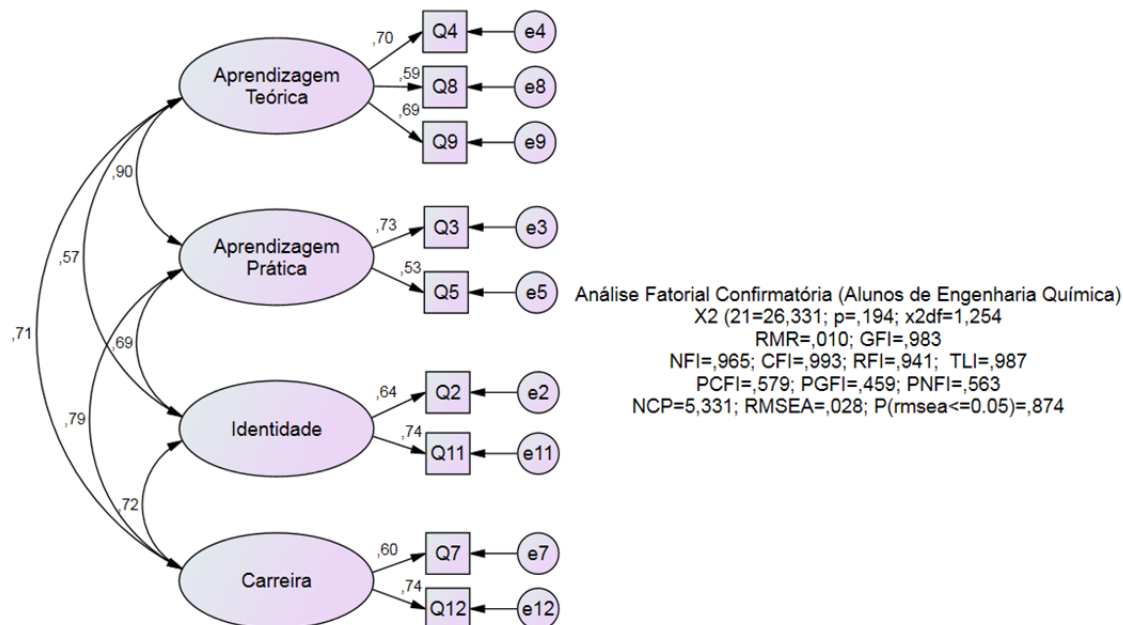 ,70
Q4
e4
Aprendizagem
Teórica
,59
Q8
e8
,69
Q9
e9
,90
,73
Q3
e3
Aprendizagem
Prática
,57
,53
Q5
e5
Análise Fatorial Confirmatória (Alunos de Engenharia Química)
X2 (21=26,331; p=,194; x2df=1,254
RMR=,010; GFI=,983
NFI=,965; CFI=,993; RFI=,941; TLI=,987
PCFI=,579; PGFI=,459; PNFI=,563
NCP=5,331; RMSEA=,028; P(rmsea<=0.05)=,874
,71
,69
,64
Q2
e2
,79
Identidade
,74
Q11
e11
,72
,60
Q7
e7
Carreira
,74
Q12
e12